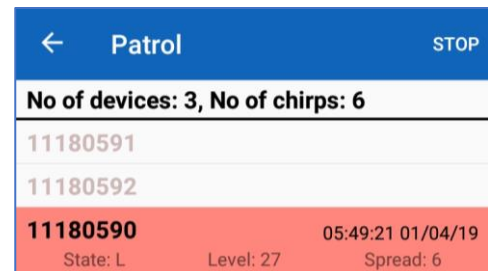 ← Patrol STOP
No of devices: 3, No of chirps: 6
11180591
11180592
11180590 05:49:21 01/04/19
State: L Level: 27 Spread: 6